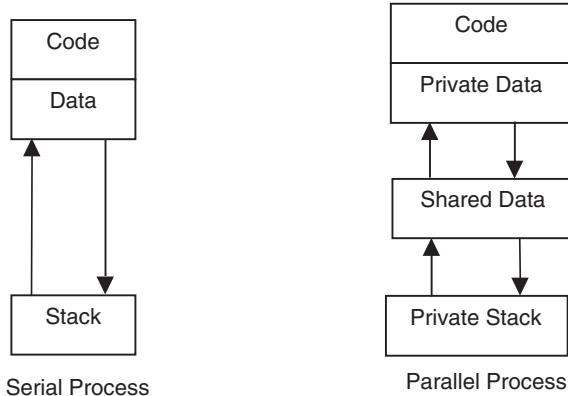 Code
Data
Stack
Serial Process
Code
Private Data
Shared Data
Private Stack
Parallel Process